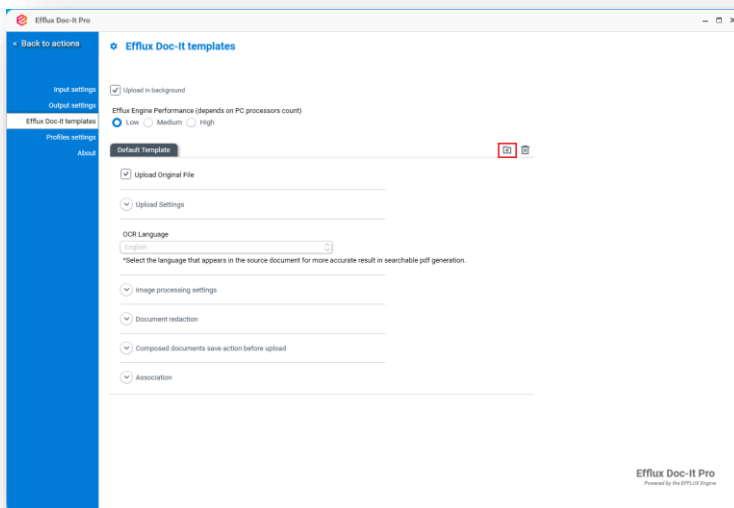 Efflux Doc-It Pro
< Back to actions
Efflux Doc-It templates
Input settings
Output settings
Efflux Doc-It templates
Profiles settings
About
Upload in background
Efflux Engine Performance (depends on PC processors count)
Low Medium High
Default Template
Upload Original File
Upload Settings
OCR Language
English
*Select the language that appears in the source document for more accurate result in searchable pdf generation.
Image processing settings
Document redaction
Composed documents save action before upload
Association
Efflux Doc-It Pro
Powered by the EFFLUX Engine